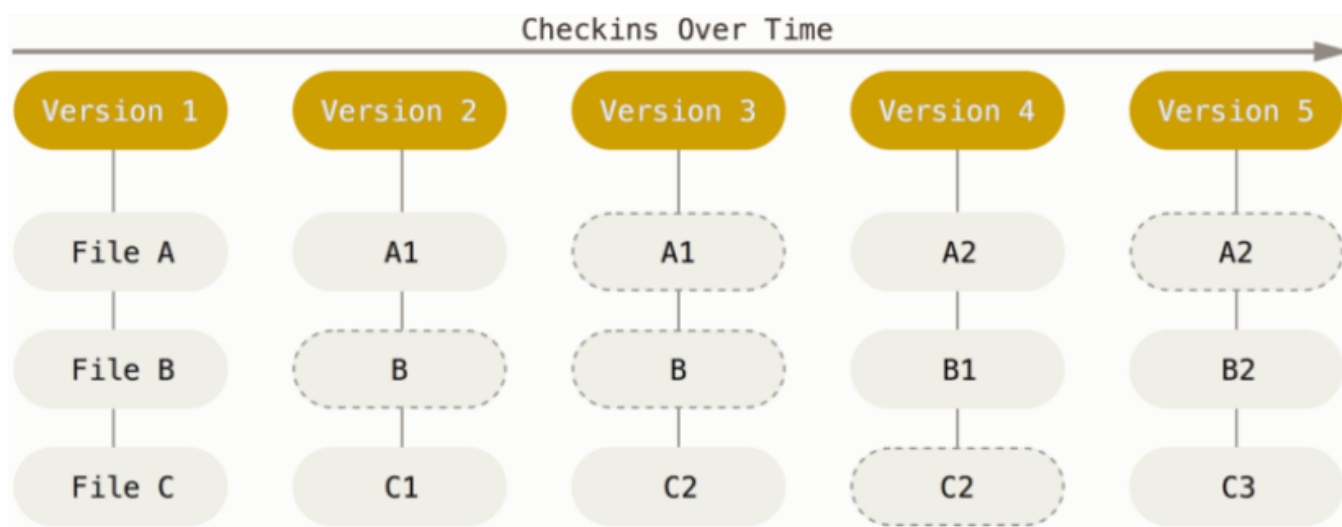 Checkins Over Time
Version 1 Version 2 Version 3 Version 4 Version 5
File A A1 A1 A2 A2
File B B B B1 B2
File C C1 C2 C2 C3